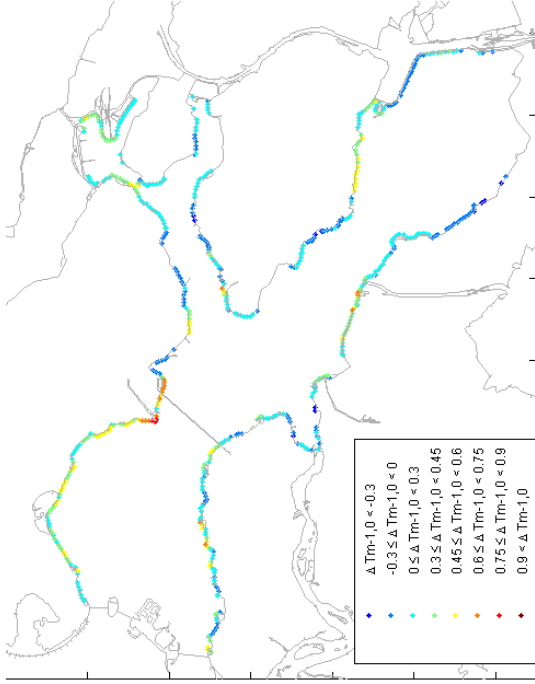 Δ Tm-1,0 < -0.3
-0.3 ≤ Δ Tm-1,0 < 0
0 ≤ Δ Tm-1,0 < 0.3
0.3 ≤ Δ Tm-1,0 < 0.45
0.45 ≤ Δ Tm-1,0 < 0.6
0.6 ≤ Δ Tm-1,0 < 0.75
0.75 ≤ Δ Tm-1,0 < 0.9
0.9 < Δ Tm-1,0